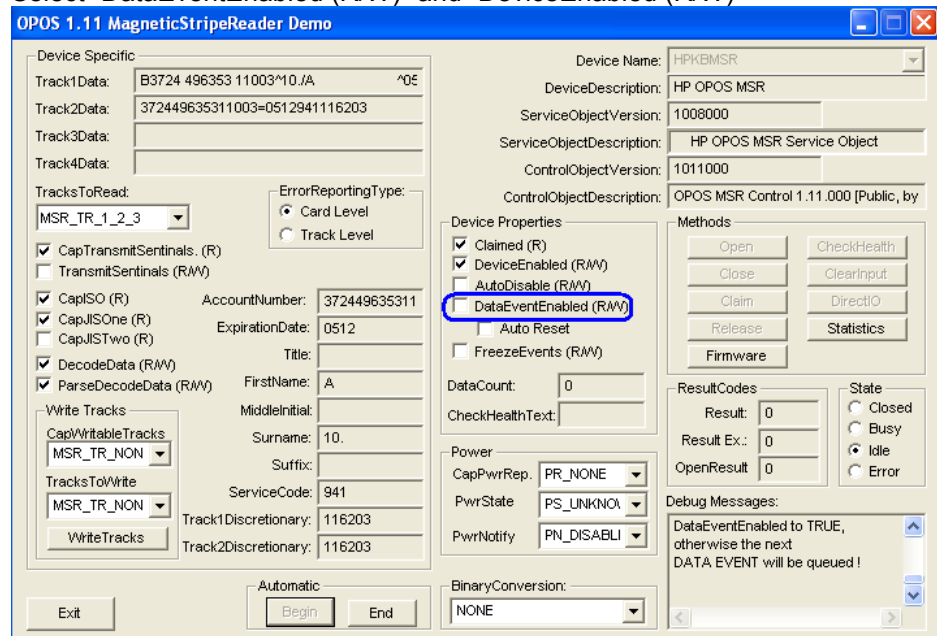 Select "DataEventEnabled (R/W)" and "DeviceEnabled (R/W)"
OPOS 1.11 MagneticStripeReader Demo
Device Specific
Track1Data: B3724 496353 11003^10./A ^05
Track2Data: 372449635311003=0512941116203
Track3Data:
Track4Data:
TracksToRead:
MSR_TR_1_2_3
ErrorReportingType:
Card Level
Track Level
CapTransmitSentinals. (R)
TransmitSentinals (R/W)
CapISO (R)
CapJISOne (R)
CapJISTwo (R)
DecodeData (R/W)
ParseDecodeData (R/W)
AccountNumber: 372449635311
ExpirationDate: 0512
Title:
FirstName: A
MiddleInitial:
Surname: 10.
Suffix:
ServiceCode: 941
Track1Discretionary: 116203
Track2Discretionary: 116203
Write Tracks
CapWritableTracks
MSR_TR_NON
TracksToWrite
MSR_TR_NON
WriteTracks
Exit
Automatic
Begin
End
Device Name: HPKBMSR
DeviceDescription: HP OPOS MSR
ServiceObjectVersion: 1008000
ServiceObjectDescription: HP OPOS MSR Service Object
ControlObjectVersion: 1011000
ControlObjectDescription: OPOS MSR Control 1.11.000 [Public, by
Device Properties
Claimed (R)
DeviceEnabled (R/W)
AutoDisable (R/W)
DataEventEnabled (R/W)
Auto Reset
FreezeEvents (R/W)
DataCount: 0
CheckHealthText:
Power
CapPwrRep. PR_NONE
PwrState PS_UNKNO
PwrNotify PN_DISABLI
BinaryConversion:
NONE
Methods
Open CheckHealth
Close ClearInput
Claim DirectIO
Release Statistics
Firmware
ResultCodes
Result: 0
Result Ex.: 0
OpenResult 0
State
Closed
Busy
Idle
Error
Debug Messages:
DataEventEnabled to TRUE,
otherwise the next
DATA EVENT will be queued !